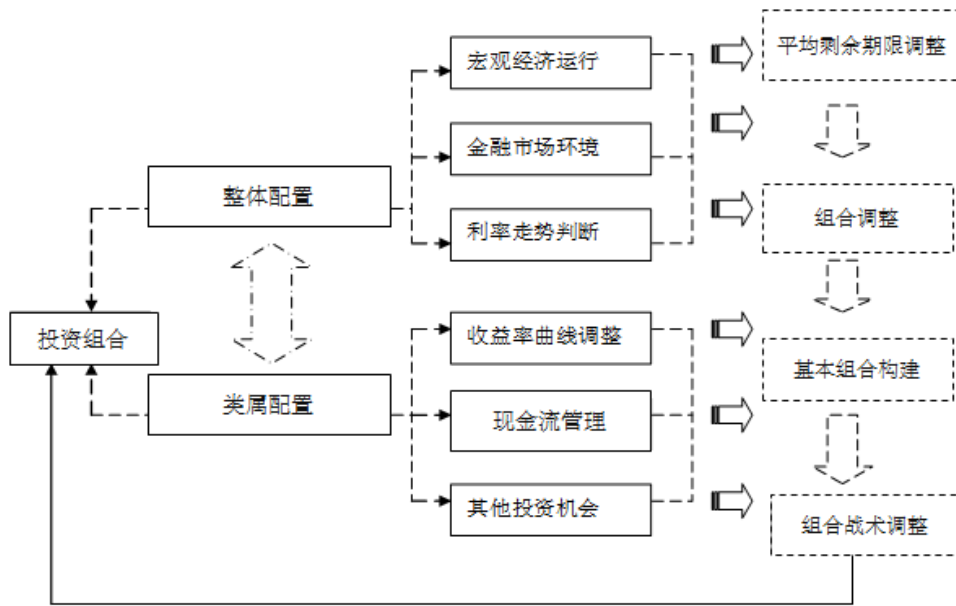 宏观经济运行
平均剩余期限调整
金融市场环境
整体配置
利率走势判断
组合调整
投资组合
收益率曲线调整
基本组合构建
类属配置
现金流管理
其他投资机会
组合战术调整